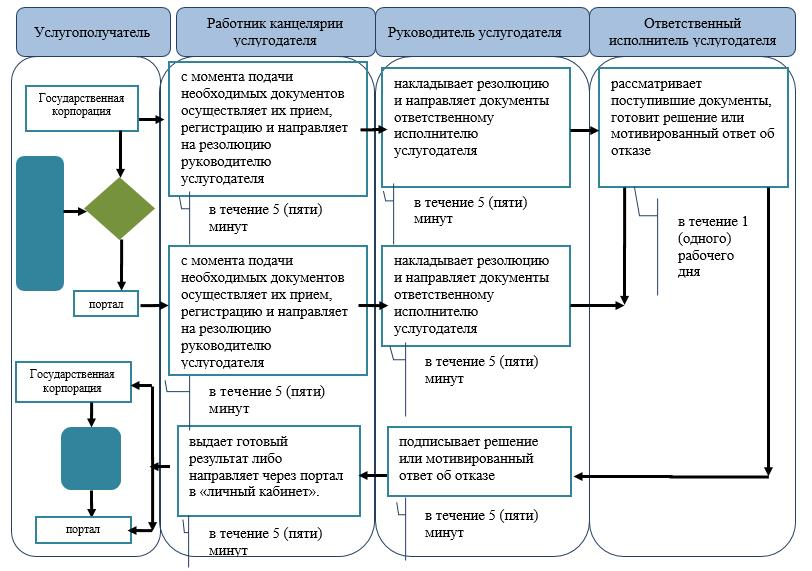 Услугополучатель
Работник канцелярии
услугодателя
Руководитель услугодателя
Ответственный
исполнитель услугодателя
Государственная
корпорация
с момента подачи
необходимых документов
осуществляет их прием,
регистрацию и направляет
на резолюцию
руководителю
услугодателя
накладывает резолюцию
и направляет документы
ответственному
исполнителю
услугодателя
рассматривает
поступившие документы,
готовит решение или
мотивированный ответ об
отказе
в течение 5 (пяти)
минут
в течение 5 (пяти)
минут
в течение 1
(одного)
рабочего
дня
портал
с момента подачи
необходимых документов
осуществляет их прием,
регистрацию и направляет
на резолюцию
руководителю
услугодателя
накладывает резолюцию
и направляет документы
ответственному
исполнителю
услугодателя
в течение 5 (пяти)
минут
в течение 5 (пяти)
минут
Государственная
корпорация
выдает готовый
результат либо
направляет через портал
в «личный кабинет».
подписывает решение
или мотивированный
ответ об отказе
портал
в течение 5 (пяти)
минут
в течение 5 (пяти)
минут